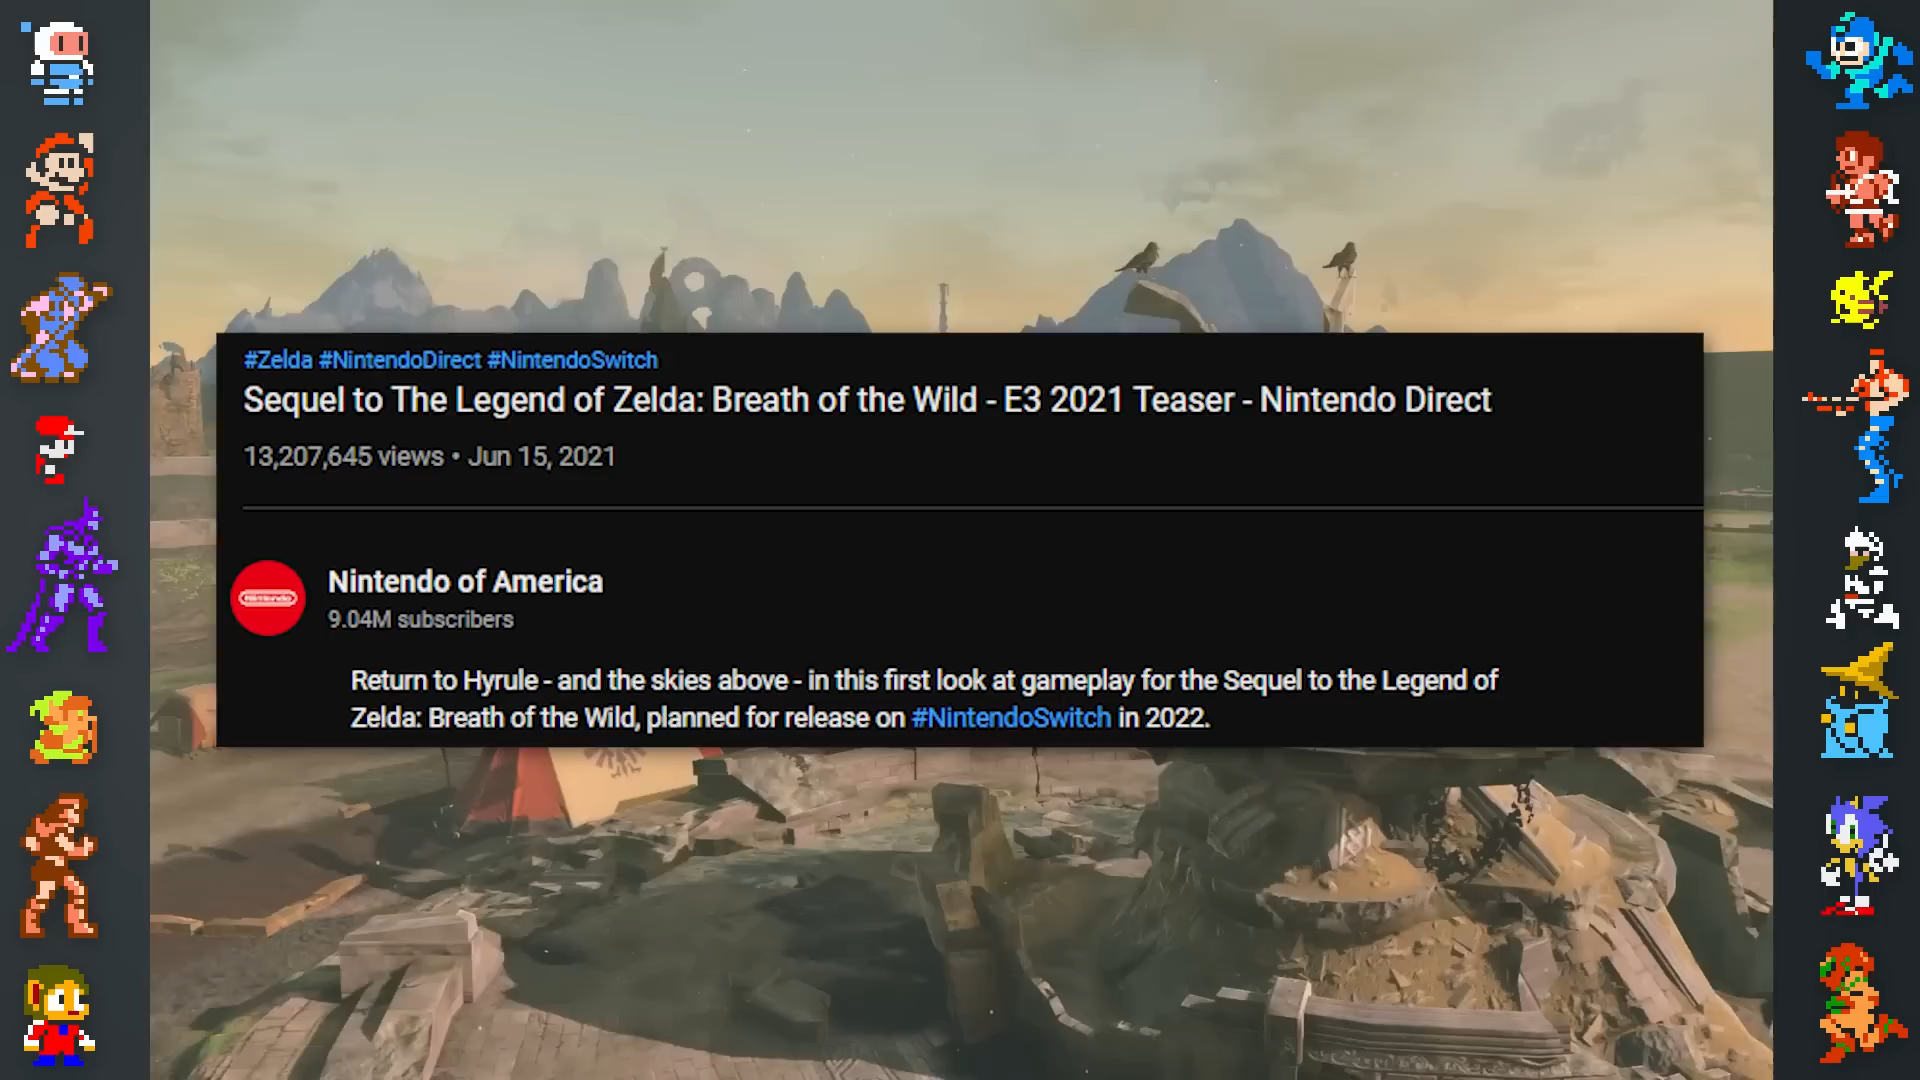 #Zelda #NintendoDirect #NintendoSwitch
Sequel to The Legend of Zelda: Breath of the Wild - E3 2021 Teaser - Nintendo Direct
13,207,645 views • Jun 15, 2021
Nintendo
Nintendo of America
9.04M subscribers
Return to Hyrule - and the skies above - in this first look at gameplay for the Sequel to the Legend of
Zelda: Breath of the Wild, planned for release on #NintendoSwitch in 2022.